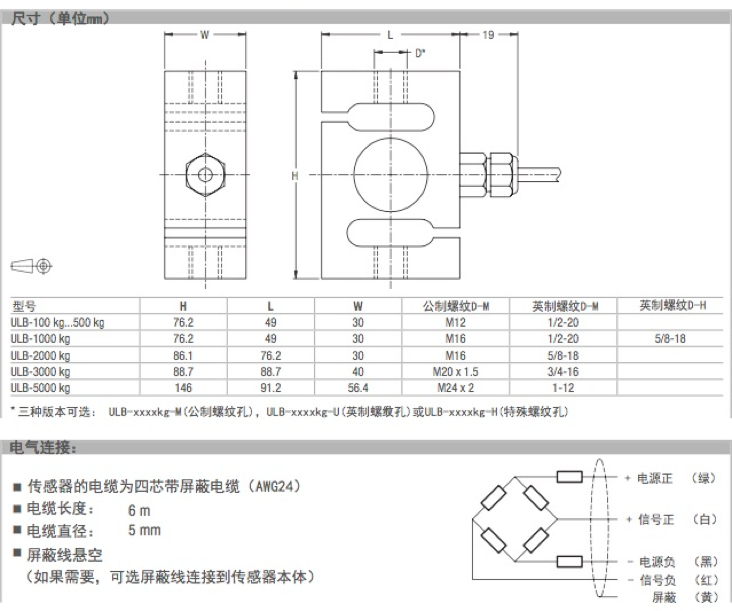 尺寸（单位mm）
W
L
19
D*
H
型号 H L W 公制螺纹D-M 英制螺纹D-M 英制螺纹D-H
ULB-100 kg...500 kg 76.2 49 30 M12 1/2-20
ULB-1000 kg 76.2 49 30 M16 1/2-20 5/8-18
ULB-2000 kg 86.1 76.2 30 M16 5/8-18
ULB-3000 kg 88.7 88.7 40 M20 x 1.5 3/4-16
ULB-5000 kg 146 91.2 56.4 M24 x 2 1-12
*三种版本可选： ULB-xxxxkg-M(公制螺纹孔)，ULB-xxxxkg-U(英制螺纹孔)或ULB-xxxxkg-H(特殊螺纹孔)
电气连接：
■ 传感器的电缆为四芯带屏蔽电缆（AWG24）
■ 电缆长度： 6 m
■ 电缆直径： 5 mm
■ 屏蔽线悬空
（如果需要，可选屏蔽线连接到传感器本体）
+ 电源正 （绿）
+ 信号正 （白）
- 电源负 （黑）
- 信号负 （红）
屏蔽 （黄）